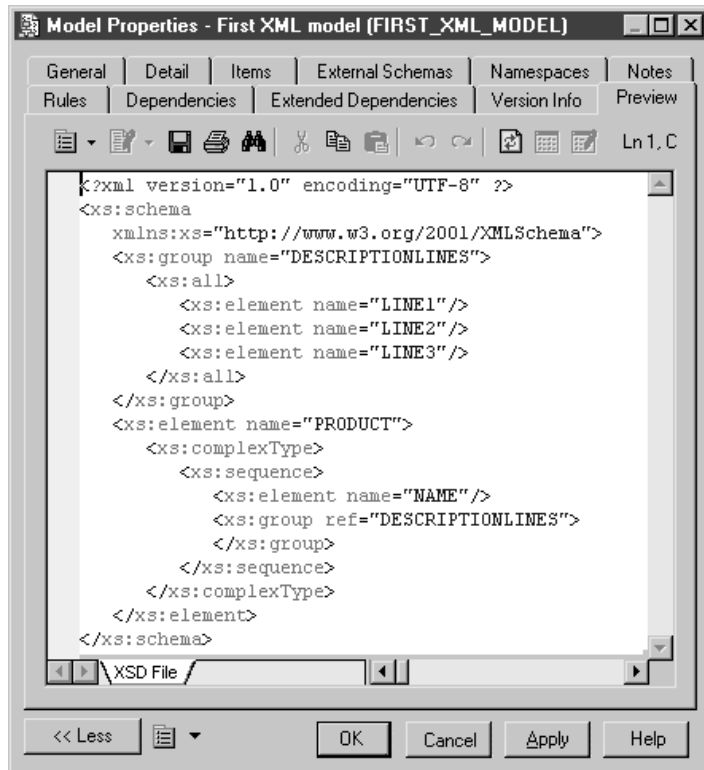 Model Properties - First XML model (FIRST_XML_MODEL)
General Detail Items External Schemas Namespaces Notes
Rules Dependencies Extended Dependencies Version Info Preview
Ln 1, C
<?xml version="1.0" encoding="UTF-8" ?>
<xs:schema
xmlns:xs="http://www.w3.org/2001/XMLSchema">
<xs:group name="DESCRIPTIONLINES">
<xs:all>
<xs:element name="LINE1"/>
<xs:element name="LINE2"/>
<xs:element name="LINE3"/>
</xs:all>
</xs:group>
<xs:element name="PRODUCT">
<xs:complexType>
<xs:sequence>
<xs:element name="NAME"/>
<xs:group ref="DESCRIPTIONLINES">
</xs:group>
</xs:sequence>
</xs:complexType>
</xs:element>
</xs:schema>
XSD File
<< Less OK Cancel Apply Help